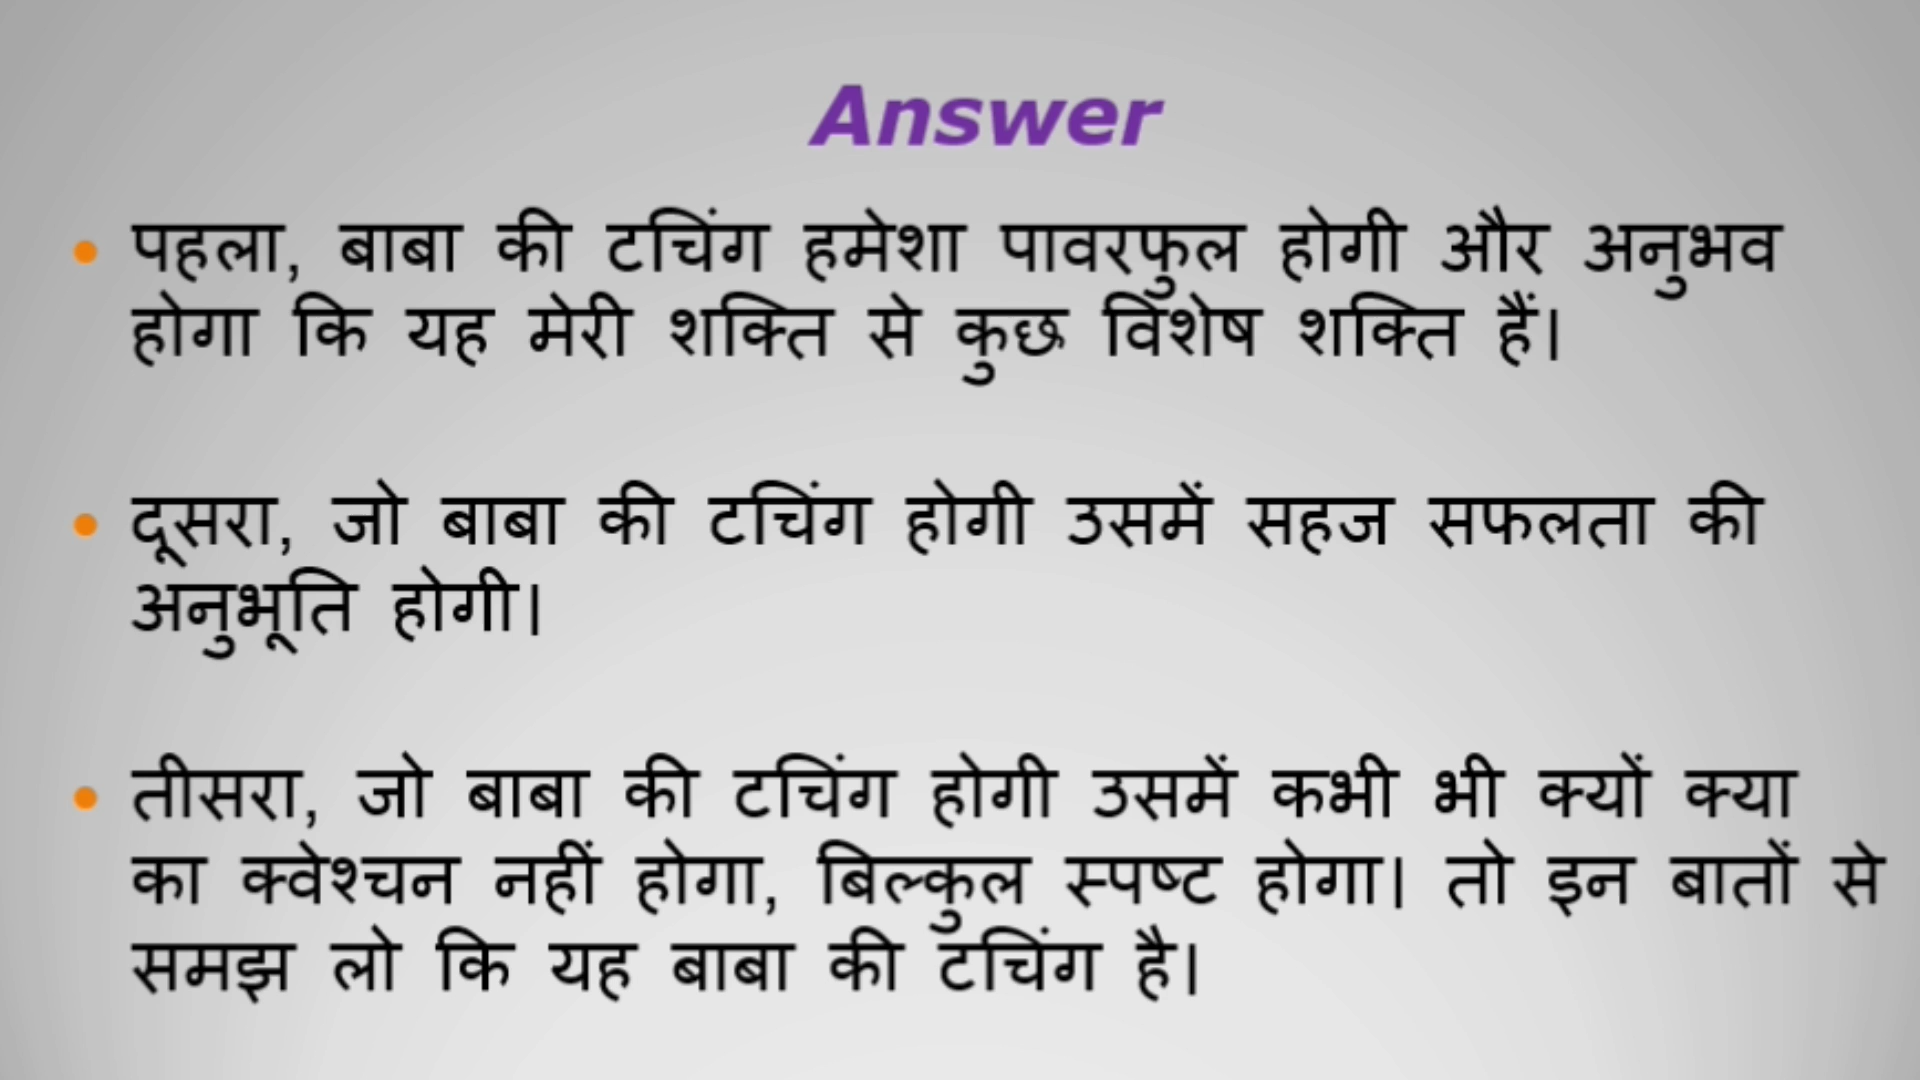 Answer
पहला, बाबा की टचिंग हमेशा पावरफुल होगी और अनुभव
होगा कि यह मेरी शक्ति से कुछ विशेष शक्ति हैं।
दूसरा, जो बाबा की टचिंग होगी उसमें सहज सफलता की
अनुभूति होगी।
तीसरा, जो बाबा की टचिंग होगी उसमें कभी भी क्यों क्या
का क्वेश्चन नहीं होगा, बिल्कुल स्पष्ट होगा। तो इन बातों से
समझ लो कि यह बाबा की टचिंग है।